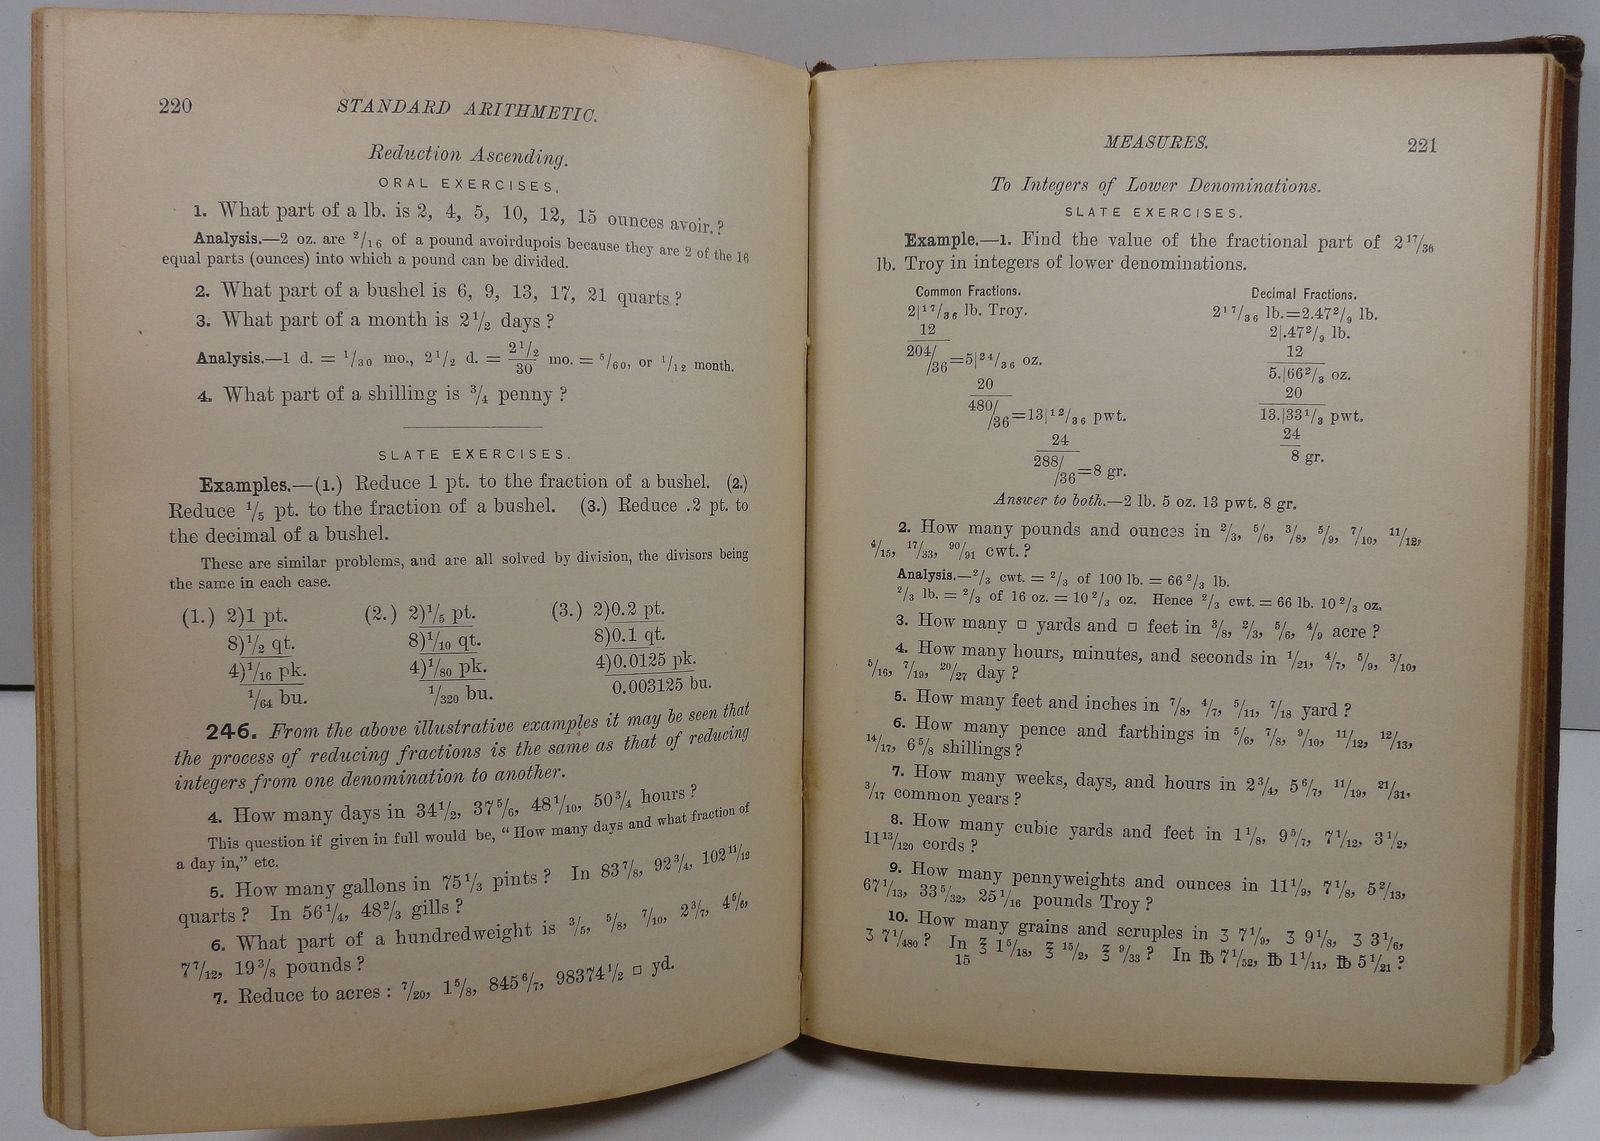 220 STANDARD ARITHMETIC.
Reduction Ascending.
ORAL EXERCISES.
1. What part of a lb. is 2, 4, 5, 10, 12, 15 ounces avoir.?
Analysis.—2 oz. are 2/16 of a pound avoirdupois because they are 2 of the 16
equal parts (ounces) into which a pound can be divided.
2. What part of a bushel is 6, 9, 13, 17, 21 quarts?
3. What part of a month is 2 1/2 days?
Analysis.—1 d. = 1/30 mo., 2 1/2 d. = 2 1/2 / 30 mo. = 5/60, or 1/12 month.
4. What part of a shilling is 3/4 penny?
SLATE EXERCISES.
Examples.—(1.) Reduce 1 pt. to the fraction of a bushel. (2.)
Reduce 1/5 pt. to the fraction of a bushel. (3.) Reduce .2 pt. to
the decimal of a bushel.
These are similar problems, and are all solved by division, the divisors being
the same in each case.
(1.) 2)1 pt. (2.) 2)1/5 pt. (3.) 2)0.2 pt.
8)1/2 qt. 8)1/10 qt. 8)0.1 qt.
4)1/16 pk. 4)1/80 pk. 4)0.0125 pk.
1/64 bu. 1/320 bu. 0.003125 bu.
246. From the above illustrative examples it may be seen that
the process of reducing fractions is the same as that of reducing
integers from one denomination to another.
4. How many days in 34 1/2, 37 5/6, 48 1/10, 50 3/4 hours?
This question if given in full would be, “How many days and what fraction of
a day in,” etc.
5. How many gallons in 75 1/3 pints? In 83 7/8, 92 3/4, 102 11/12
quarts? In 56 1/4, 48 2/3 gills?
6. What part of a hundredweight is 3/5, 5/8, 7/10, 2 3/7, 4 5/6,
7 7/12, 19 3/8 pounds?
7. Reduce to acres: 7/20, 1 5/8, 845 6/7, 98374 1/2 □ yd.
MEASURES. 221
To Integers of Lower Denominations.
SLATE EXERCISES.
Example.—1. Find the value of the fractional part of 2 17/36
lb. Troy in integers of lower denominations.
Common Fractions. Decimal Fractions.
2|17/36 lb. Troy. 2 17/36 lb.=2.47 2/9 lb.
12 2|.47 2/9 lb.
204/36=5|24/36 oz. 12
20 5.|66 2/3 oz.
480/36=13|12/36 pwt. 20
24 13.|33 1/3 pwt.
288/36=8 gr. 24
8 gr.
Answer to both.—2 lb. 5 oz. 13 pwt. 8 gr.
2. How many pounds and ounces in 2/3, 5/6, 3/8, 5/9, 7/10, 11/12,
4/15, 17/33, 90/91 cwt.?
Analysis.—2/3 cwt. = 2/3 of 100 lb. = 66 2/3 lb.
2/3 lb. = 2/3 of 16 oz. = 10 2/3 oz. Hence 2/3 cwt. = 66 lb. 10 2/3 oz.
3. How many □ yards and □ feet in 3/8, 2/3, 5/6, 4/9 acre?
4. How many hours, minutes, and seconds in 1/21, 4/7, 5/9, 3/10,
5/16, 7/19, 20/27 day?
5. How many feet and inches in 7/8, 4/7, 5/11, 7/18 yard?
6. How many pence and farthings in 5/6, 7/8, 9/10, 11/12, 12/13,
14/17, 6 5/8 shillings?
7. How many weeks, days, and hours in 2 3/4, 5 6/7, 11/19, 21/31,
3/17 common years?
8. How many cubic yards and feet in 1 1/8, 9 5/7, 7 1/12, 3 1/2,
11 13/120 cords?
9. How many pennyweights and ounces in 11 1/9, 7 1/8, 5 2/13,
67 1/13, 33 5/32, 25 1/16 pounds Troy?
10. How many grains and scruples in ʒ 7 1/9, ʒ 9 1/8, ʒ 3 1/6,
ʒ 7 1/480? In ℥ 1 5/18, ℥ 15/2, ℥ 9/33? In ℔ 7 1/52, ℔ 1 1/11, ℔ 5 1/21?
15